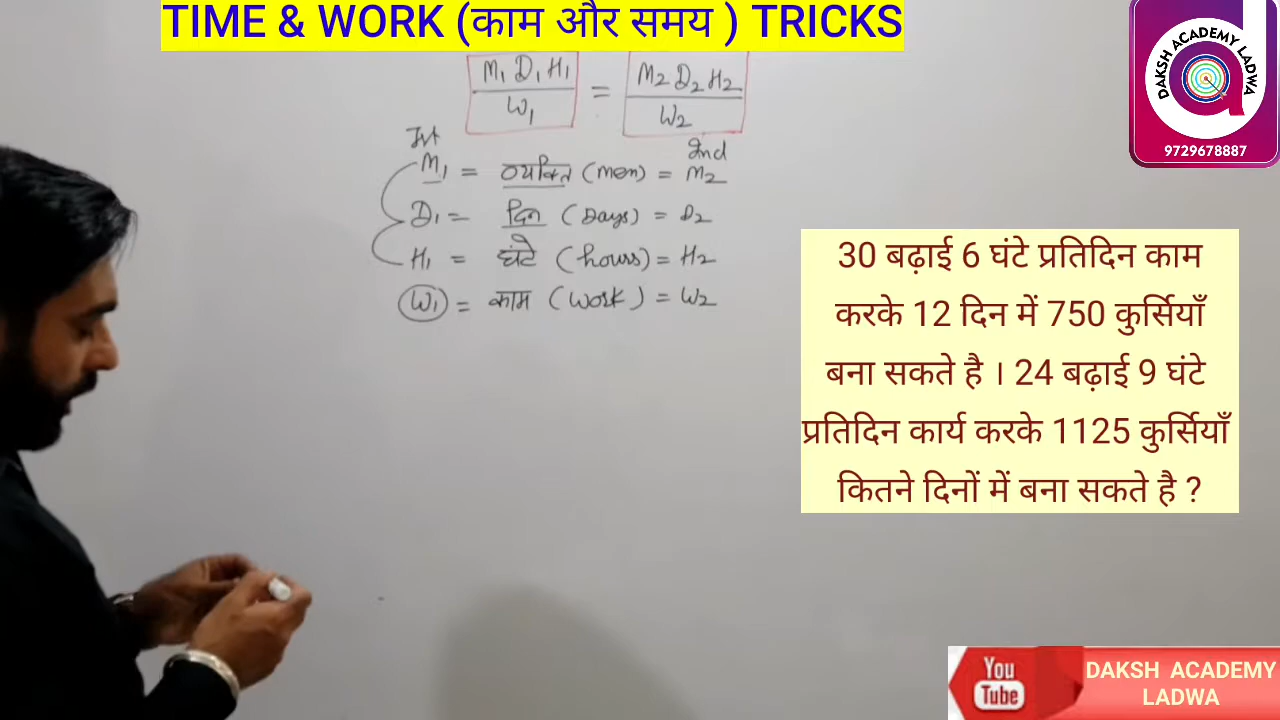 TIME & WORK (काम और समय ) TRICKS
M₁ D₁ H₁ / W₁ = M₂ D₂ H₂ / W₂
Ist 2nd
M₁ = व्यक्ति (men) = M₂
D₁ = दिन (Days) = D₂
H₁ = घंटे (hours) = H₂
W₁ = काम (work) = W₂
DAKSH ACADEMY LADWA
9729678887
30 बढ़ाई 6 घंटे प्रतिदिन काम
करके 12 दिन में 750 कुर्सियाँ
बना सकते है । 24 बढ़ाई 9 घंटे
प्रतिदिन कार्य करके 1125 कुर्सियाँ
कितने दिनों में बना सकते है ?
You
Tube
DAKSH ACADEMY
LADWA